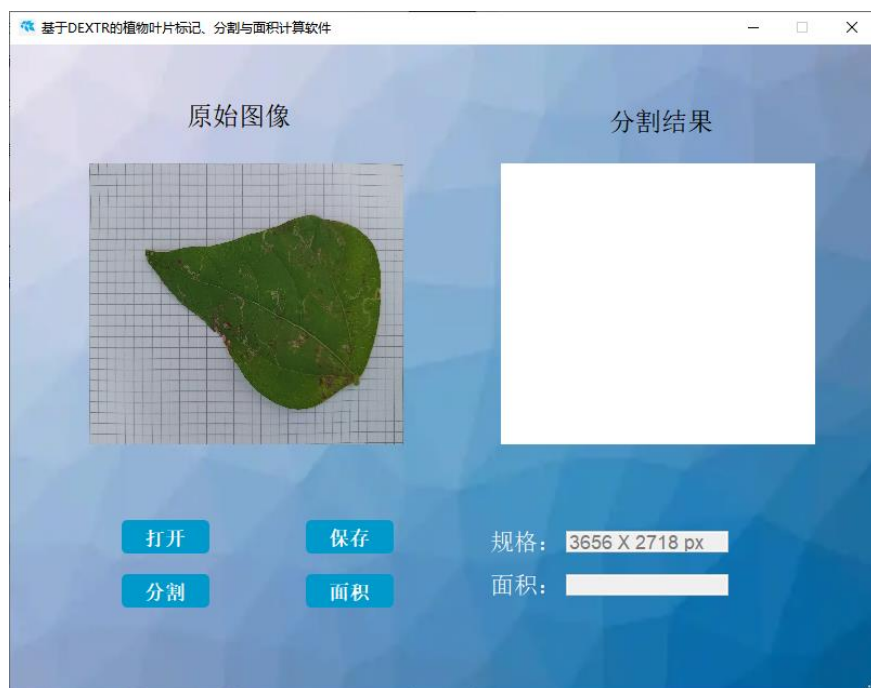 基于DEXTR的植物叶片标记、分割与面积计算软件
原始图像
分割结果
打开
保存
规格： 3656 X 2718 px
分割
面积
面积：